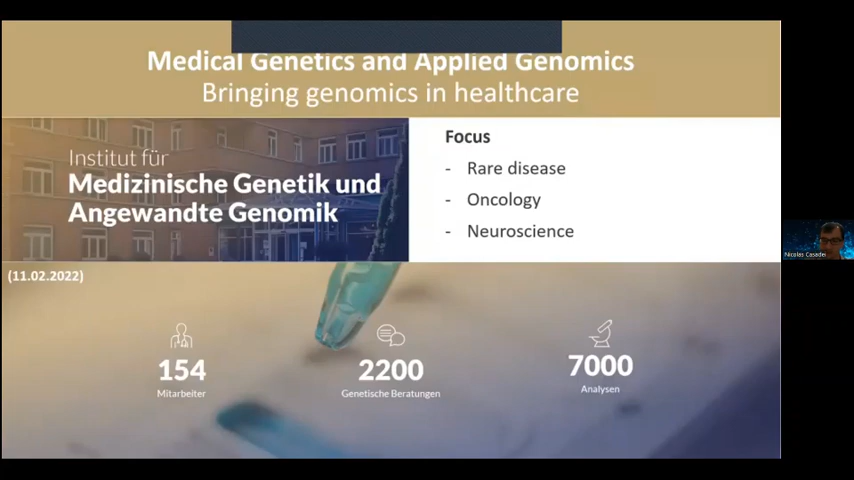 Medical Genetics and Applied Genomics
Bringing genomics in healthcare
Institut für
Medizinische Genetik und
Angewandte Genomik
Focus
- Rare disease
- Oncology
- Neuroscience
(11.02.2022)
154
Mitarbeiter
2200
Genetische Beratungen
7000
Analysen
Nicolas Casadei